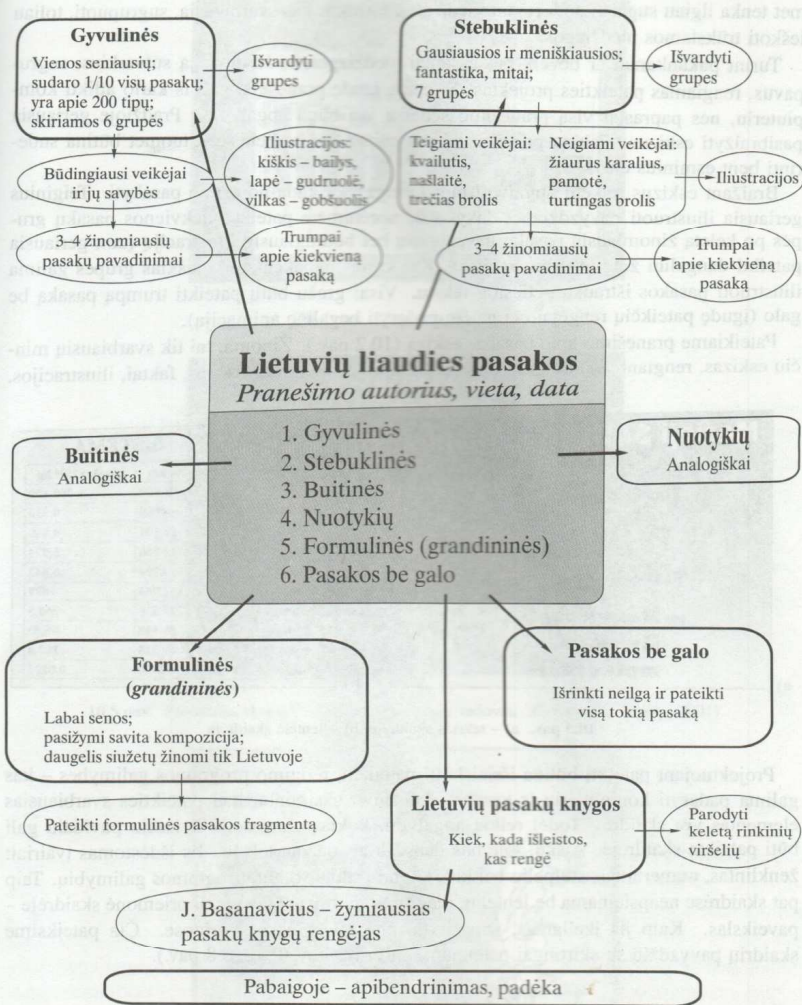 net tenka ilgiau
ieškoti
Gyvulinės
Vienos seniausių;
sudaro 1/10 visų pasakų;
yra apie 200 tipų;
skiriamos 6 grupės
Išvardyti
grupes
Būdingiausi veikėjai
ir jų savybės
Iliustracijos:
kiškis – bailys,
lapė – gudruolė,
vilkas – gobšuolis
3–4 žinomiausių
pasakų pavadinimai
Trumpai
apie kiekvieną
pasaką
Stebuklinės
Gausiausios ir meniškiausios;
fantastika, mitai;
7 grupės
Išvardyti
grupes
Teigiami veikėjai:
kvailutis,
našlaitė,
trečias brolis
Neigiami veikėjai:
žiaurus karalius,
pamotė,
turtingas brolis
Iliustracijos
3–4 žinomiausių
pasakų pavadinimai
Trumpai
apie kiekvieną
pasaką
Lietuvių liaudies pasakos
Pranešimo autorius, vieta, data
1. Gyvulinės
2. Stebuklinės
3. Buitinės
4. Nuotykių
5. Formulinės (grandininės)
6. Pasakos be galo
Buitinės
Analogiškai
Nuotykių
Analogiškai
Formulinės
(grandininės)
Labai senos;
pasižymi savita kompozicija;
daugelis siužetų žinomi tik Lietuvoje
Pateikti formulinės pasakos fragmentą
Pasakos be galo
Išrinkti neilgą ir pateikti
visą tokią pasaką
Lietuvių pasakų knygos
Kiek, kada išleistos,
kas rengė
Parodyti
keletą rinkinių
viršelių
J. Basanavičius – žymiausias
pasakų knygų rengėjas
Pabaigoje – apibendrinimas, padėka